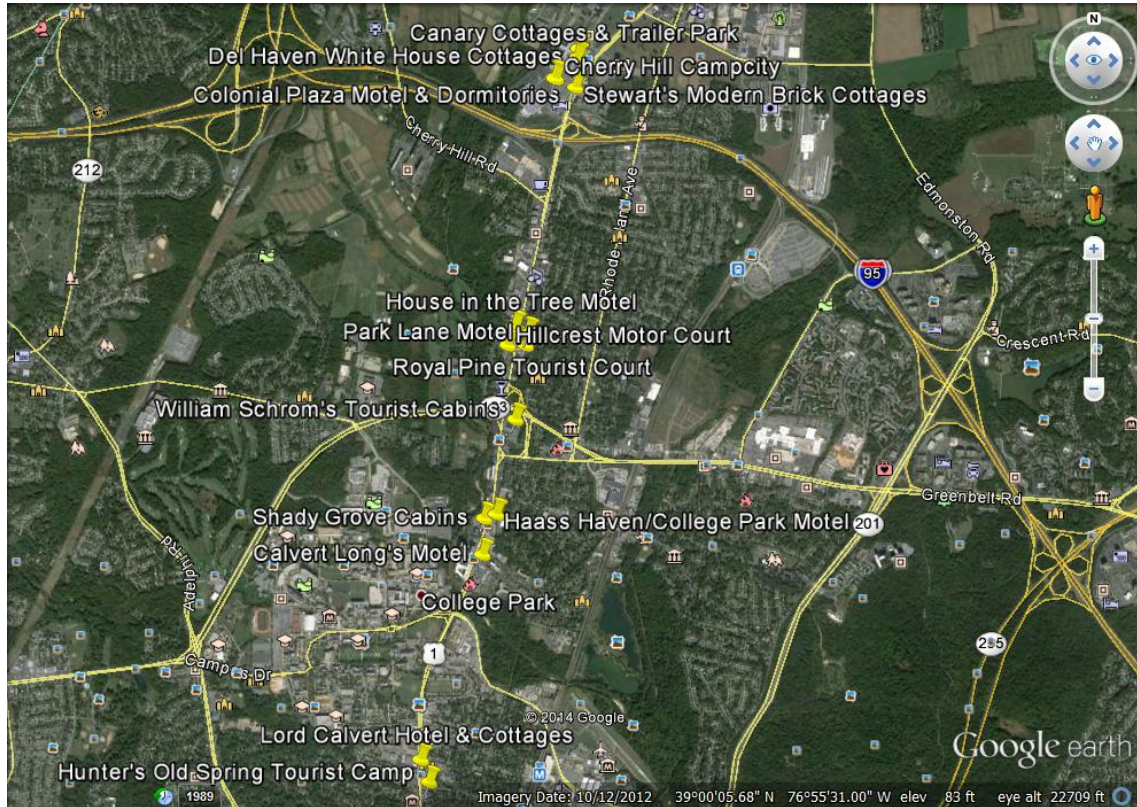 N
Canary Cottages & Trailer Park
Del Haven White House Cottages
Cherry Hill Campcity
Colonial Plaza Motel & Dormitories
Stewart's Modern Brick Cottages
Cherry Hill Rd
212
Rhode Island Ave
Edmonston Rd
95
House in the Tree Motel
Park Lane Motel
Hillcrest Motor Court
Crescent Rd
Royal Pine Tourist Court
William Schrom's Tourist Cabins
Greenbelt Rd
Shady Grove Cabins
Haass Haven/College Park Motel
201
Calvert Long's Motel
Adelphi Rd
College Park
1
295
Campus Dr
© 2014 Google
Lord Calvert Hotel & Cottages
Google earth
Hunter's Old Spring Tourist Camp
1989
Imagery Date: 10/12/2012 39°00'05.68" N 76°55'31.00" W elev 83 ft eye alt 22709 ft